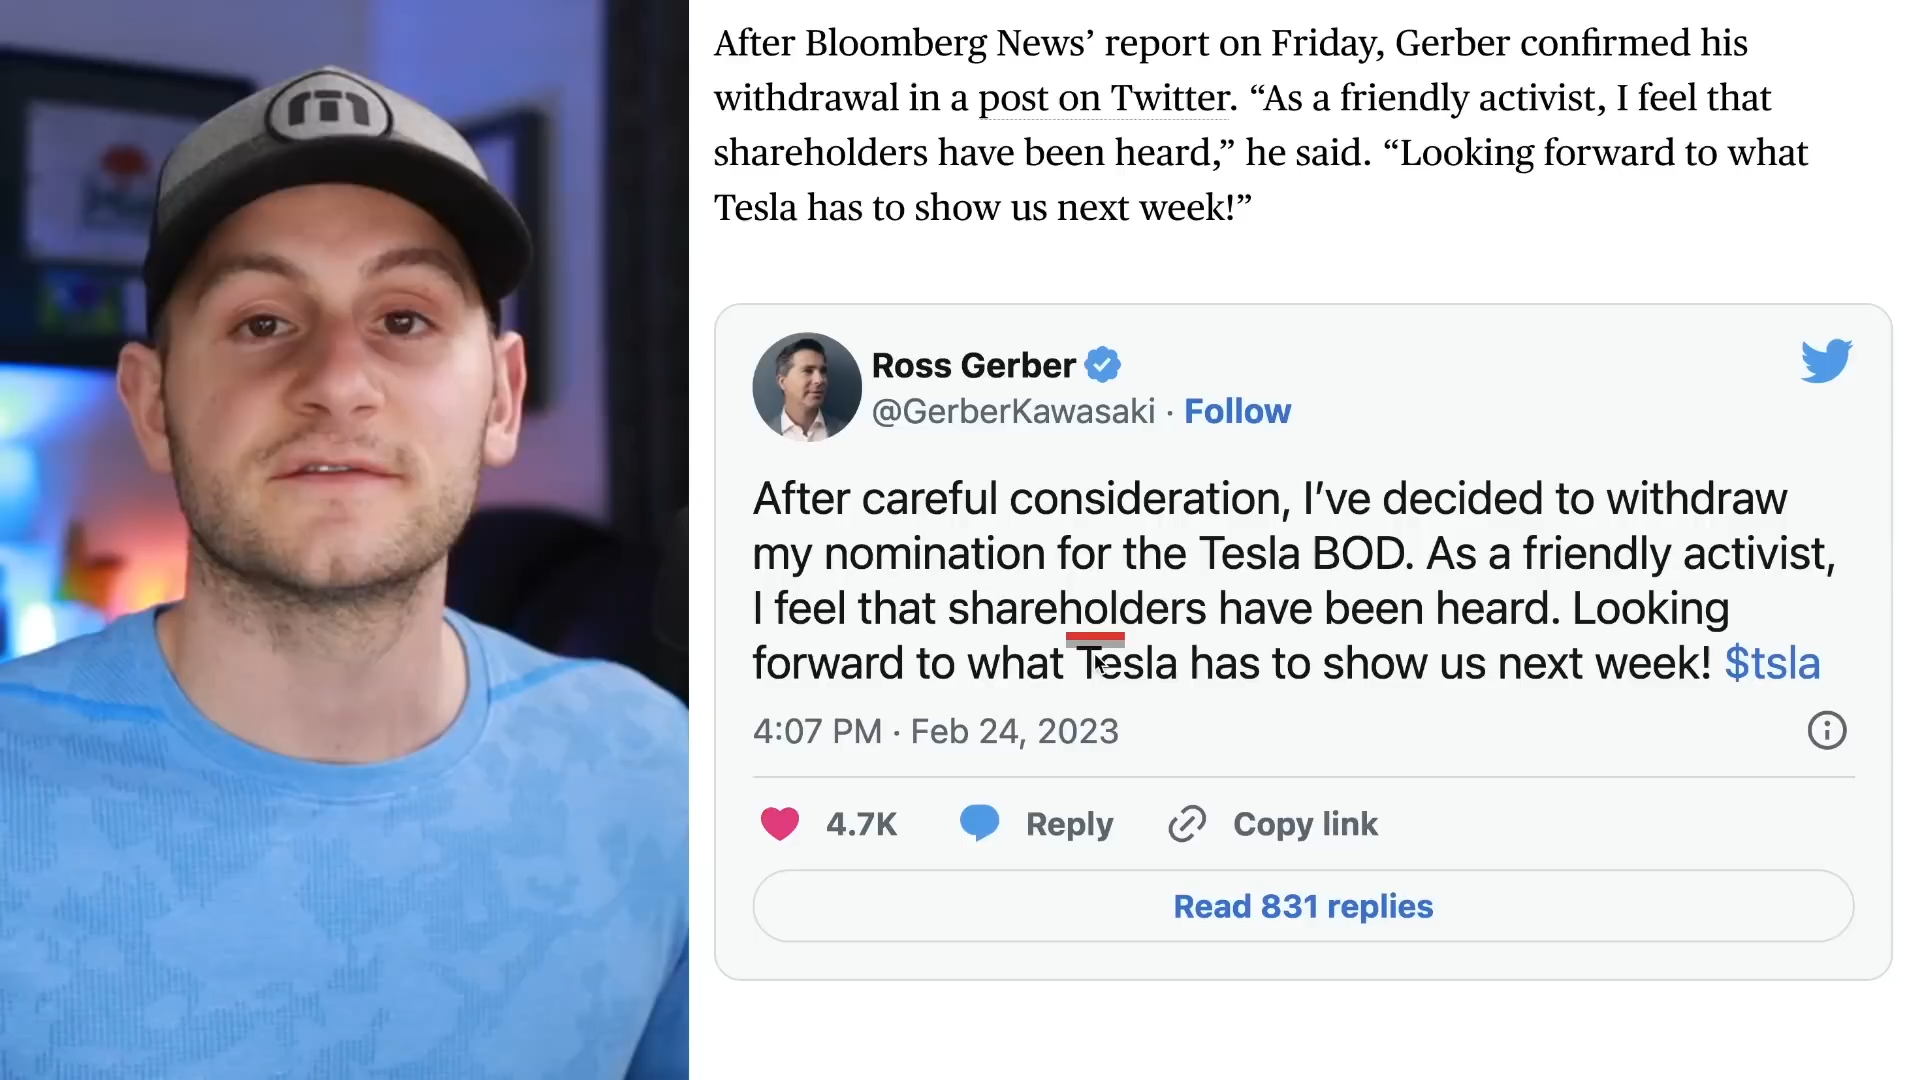 After Bloomberg News’ report on Friday, Gerber confirmed his
withdrawal in a post on Twitter. “As a friendly activist, I feel that
shareholders have been heard,” he said. “Looking forward to what
Tesla has to show us next week!”
Ross Gerber
@GerberKawasaki · Follow
After careful consideration, I’ve decided to withdraw
my nomination for the Tesla BOD. As a friendly activist,
I feel that shareholders have been heard. Looking
forward to what Tesla has to show us next week! $tsla
4:07 PM · Feb 24, 2023
4.7K Reply Copy link
Read 831 replies